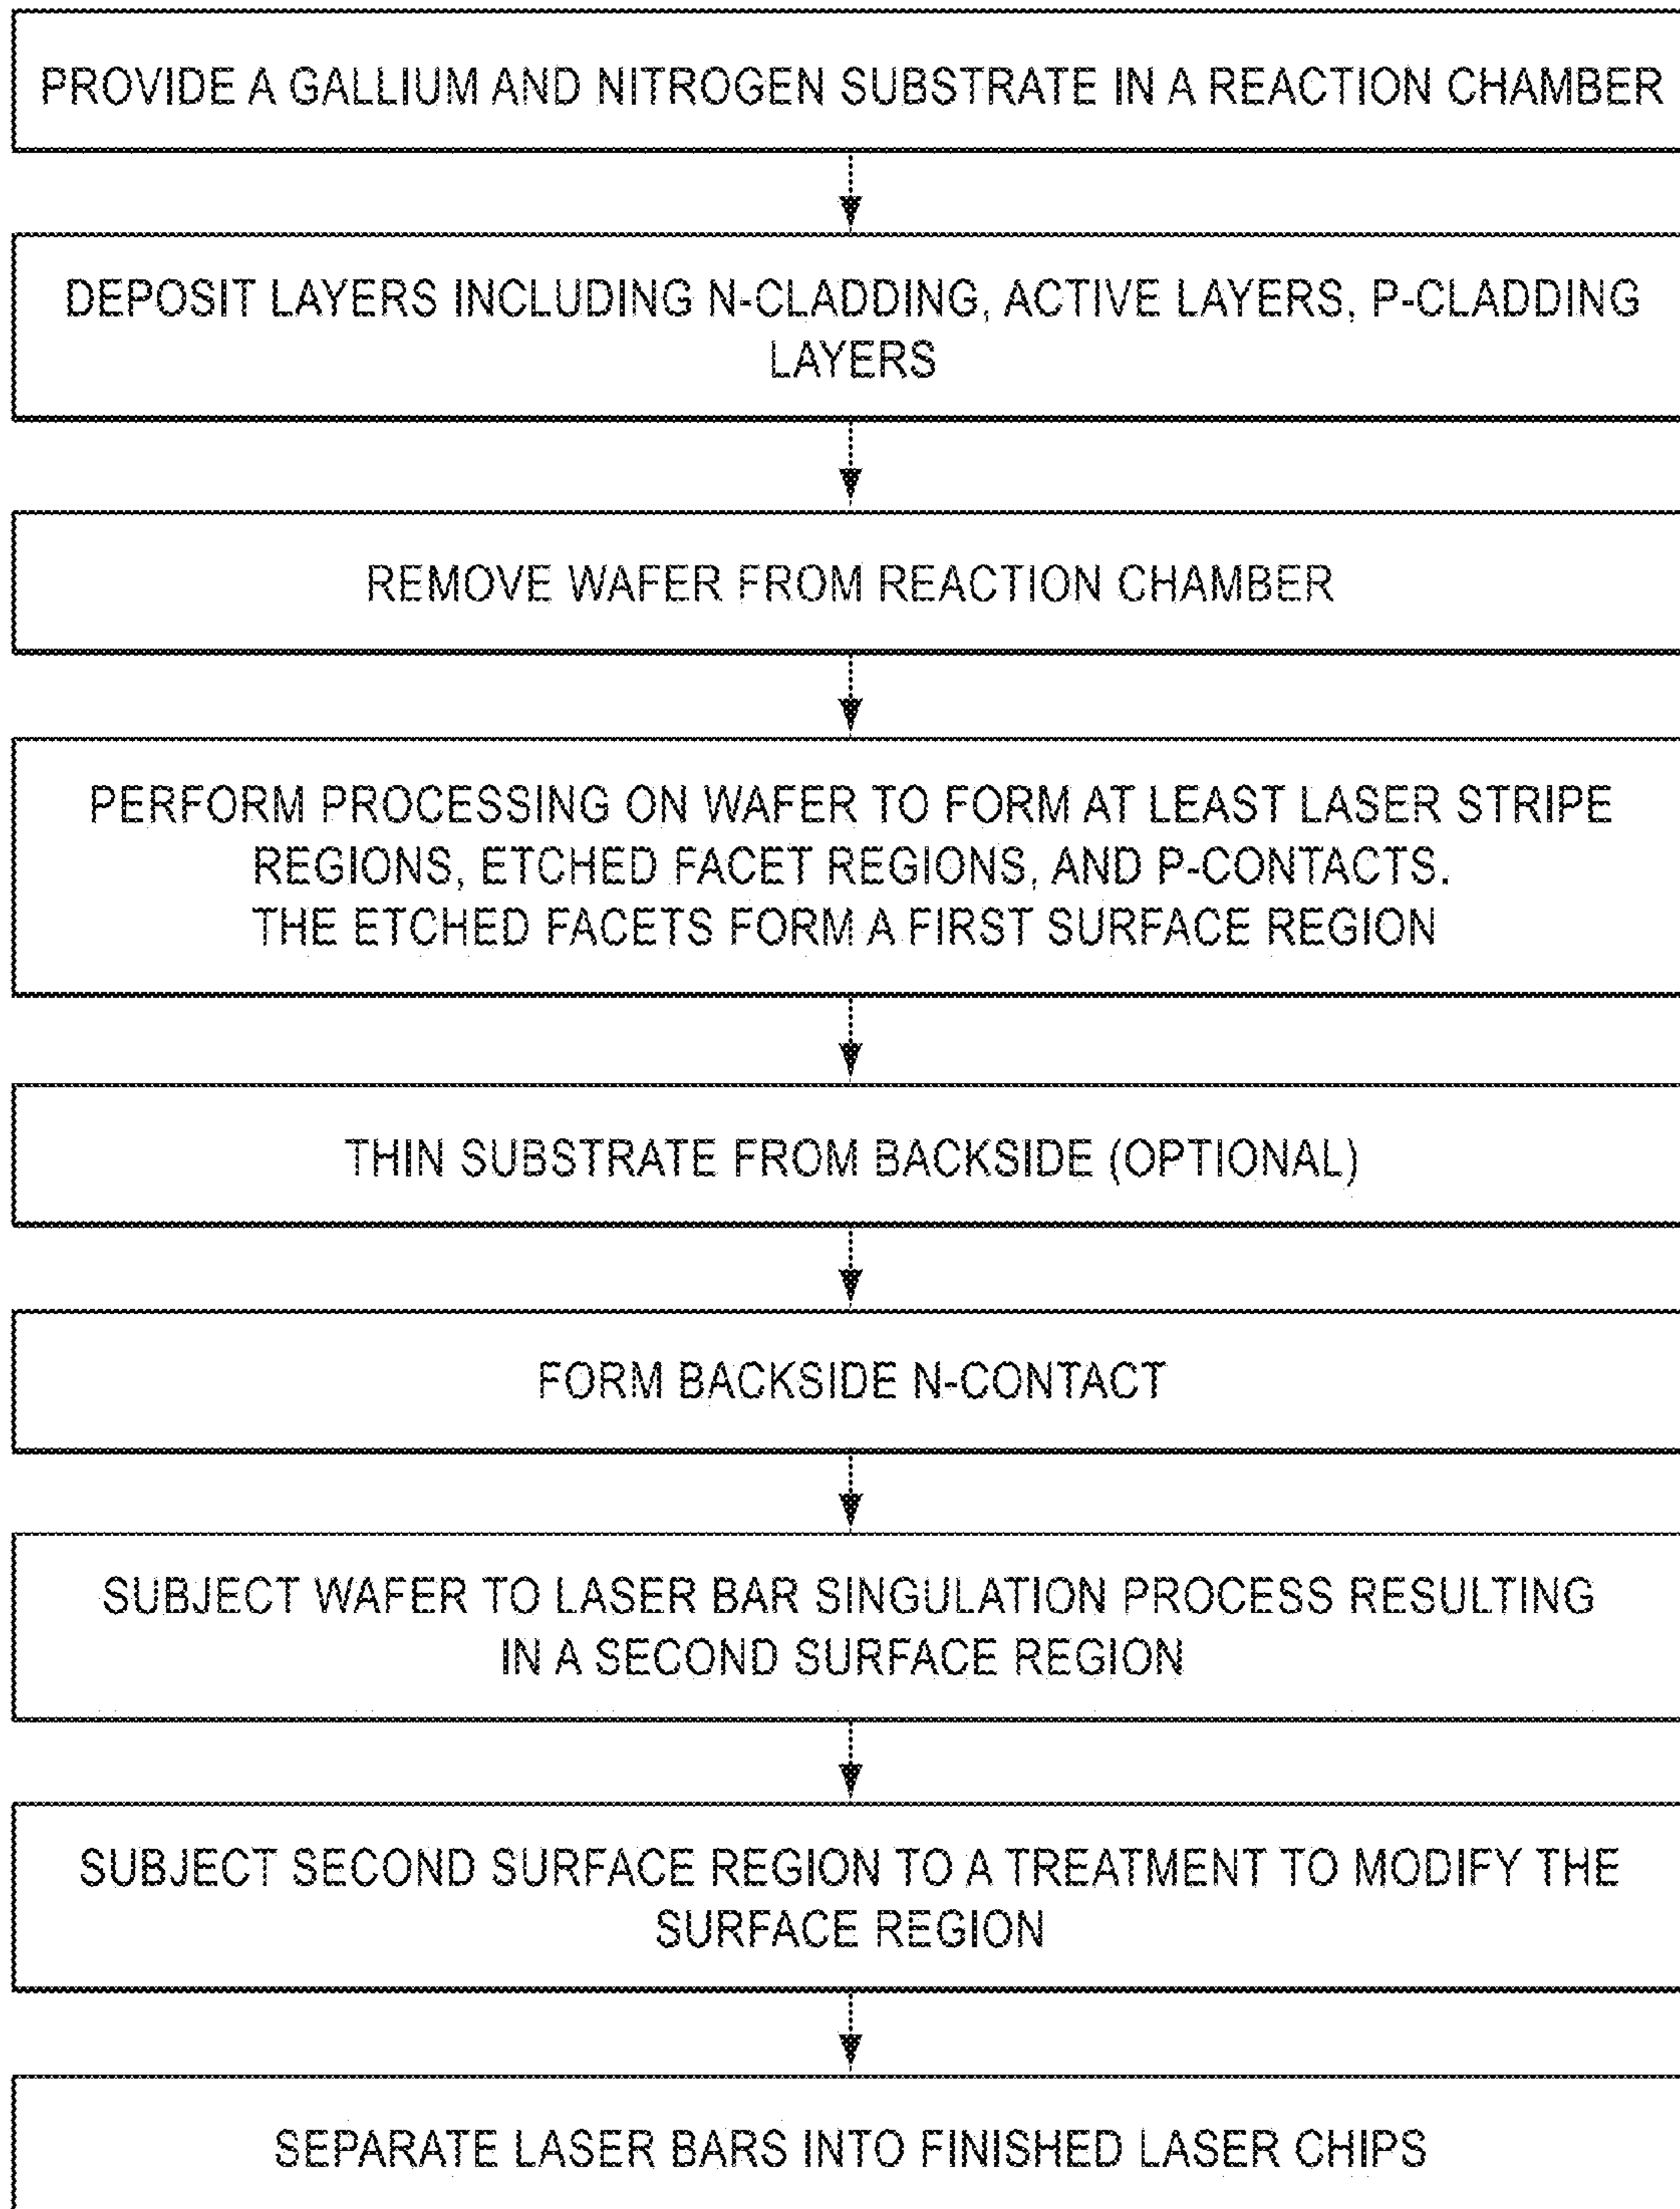 PROVIDE A GALLIUM AND NITROGEN SUBSTRATE IN A REACTION CHAMBER
DEPOSIT LAYERS INCLUDING N-CLADDING, ACTIVE LAYERS, P-CLADDING
LAYERS
REMOVE WAFER FROM REACTION CHAMBER
PERFORM PROCESSING ON WAFER TO FORM AT LEAST LASER STRIPE
REGIONS, ETCHED FACET REGIONS, AND P-CONTACTS.
THE ETCHED FACETS FORM A FIRST SURFACE REGION
THIN SUBSTRATE FROM BACKSIDE (OPTIONAL)
FORM BACKSIDE N-CONTACT
SUBJECT WAFER TO LASER BAR SINGULATION PROCESS RESULTING
IN A SECOND SURFACE REGION
SUBJECT SECOND SURFACE REGION TO A TREATMENT TO MODIFY THE
SURFACE REGION
SEPARATE LASER BARS INTO FINISHED LASER CHIPS